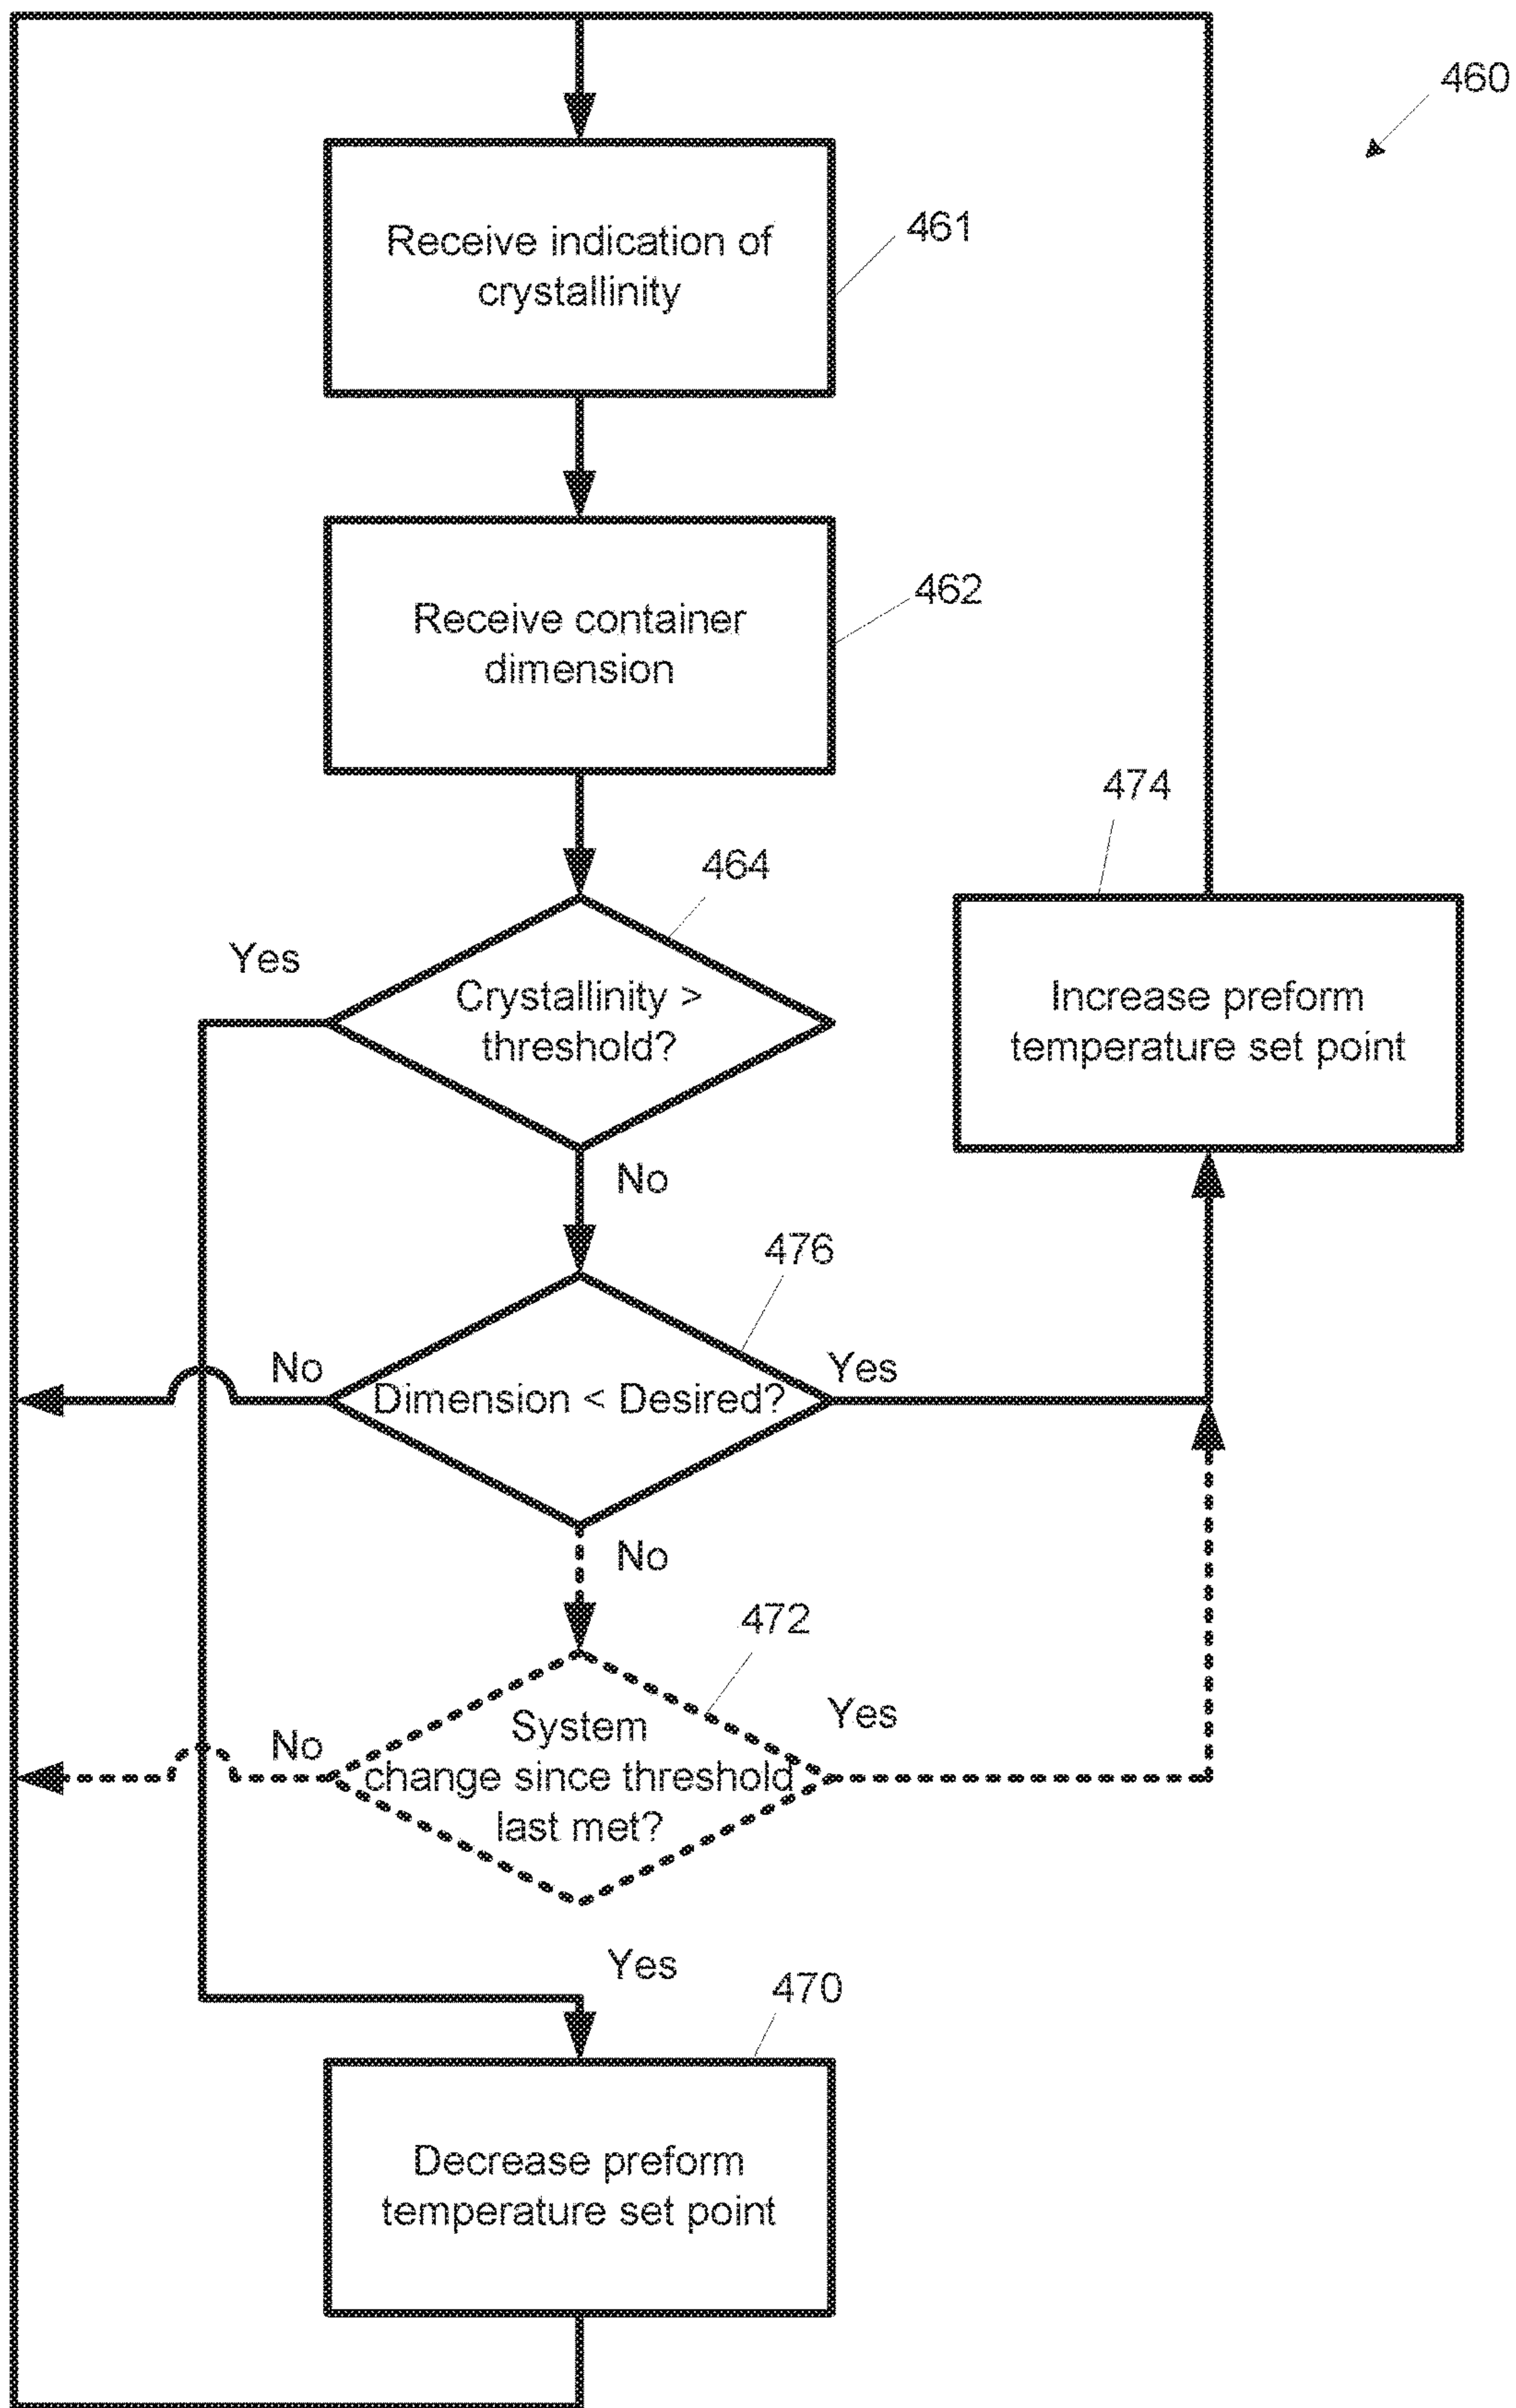 460
Receive indication of
crystallinity
461
Receive container
dimension
462
474
464
Yes
Crystallinity >
threshold?
Increase preform
temperature set point
No
476
No
Dimension < Desired?
Yes
No
472
No
System
change since threshold
last met?
Yes
Yes
470
Decrease preform
temperature set point